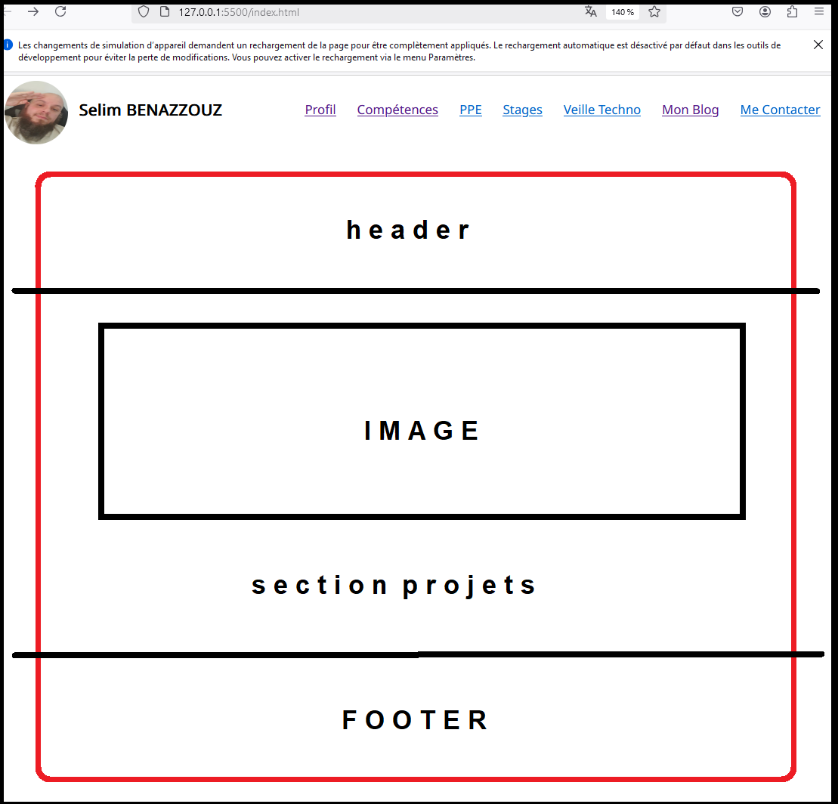 127.0.0.1:5500/index.html
140 %
Les changements de simulation d'appareil demandent un rechargement de la page pour être complètement appliqués. Le rechargement automatique est désactivé par défaut dans les outils de
développement pour éviter la perte de modifications. Vous pouvez activer le rechargement via le menu Paramètres.
Selim BENAZZOUZ Profil Compétences PPE Stages Veille Techno Mon Blog Me Contacter
header
IMAGE
section projets
FOOTER